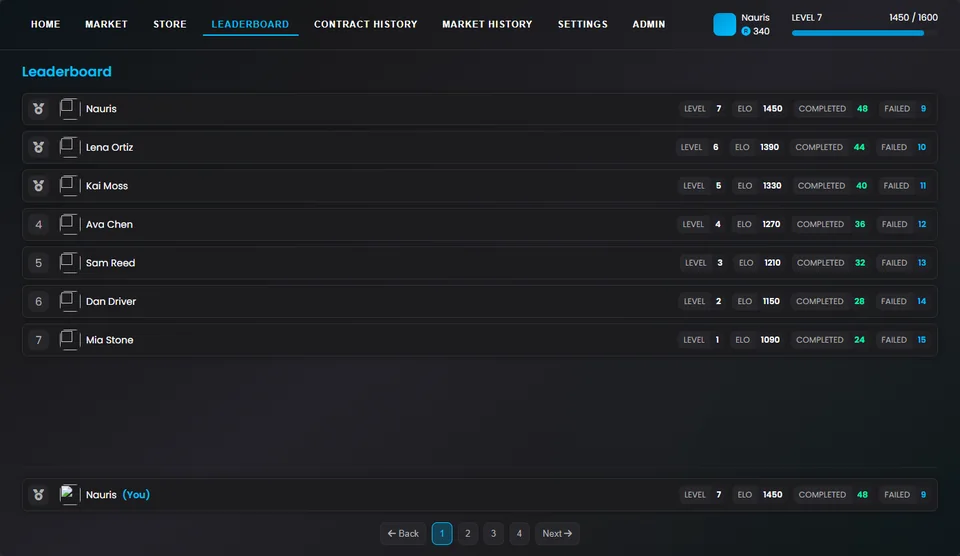 HOME MARKET STORE LEADERBOARD CONTRACT HISTORY MARKET HISTORY SETTINGS ADMIN Nauris LEVEL 7 1450 / 1600
340
Leaderboard
Nauris LEVEL 7 ELO 1450 COMPLETED 48 FAILED 9
Lena Ortiz LEVEL 6 ELO 1390 COMPLETED 44 FAILED 10
Kai Moss LEVEL 5 ELO 1330 COMPLETED 40 FAILED 11
4 Ava Chen LEVEL 4 ELO 1270 COMPLETED 36 FAILED 12
5 Sam Reed LEVEL 3 ELO 1210 COMPLETED 32 FAILED 13
6 Dan Driver LEVEL 2 ELO 1150 COMPLETED 28 FAILED 14
7 Mia Stone LEVEL 1 ELO 1090 COMPLETED 24 FAILED 15
Nauris (You) LEVEL 7 ELO 1450 COMPLETED 48 FAILED 9
← Back 1 2 3 4 Next →